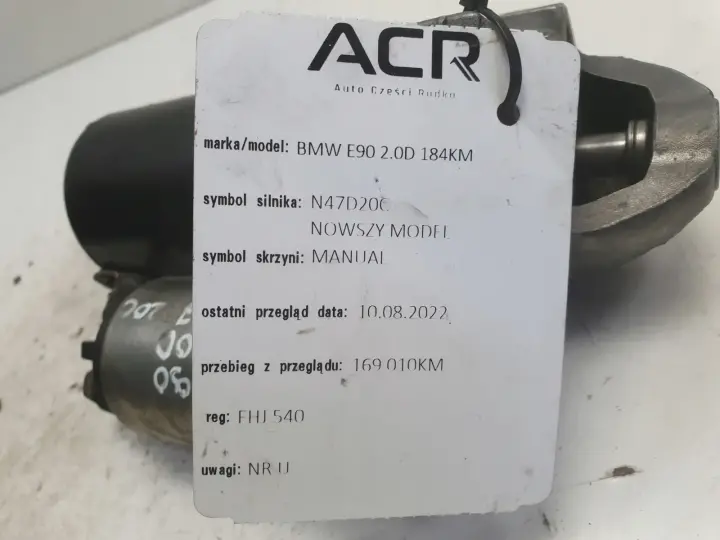 ACR
Auto Części Rudko
marka/model: BMW E90 2.0D 184KM
symbol silnika: N47D20C
NOWSZY MODEL
symbol skrzyni: MANUAL
ostatni przegląd data: 10.08.2022
przebieg z przeglądu: 169 010KM
reg: FHJ 540
uwagi: NR U